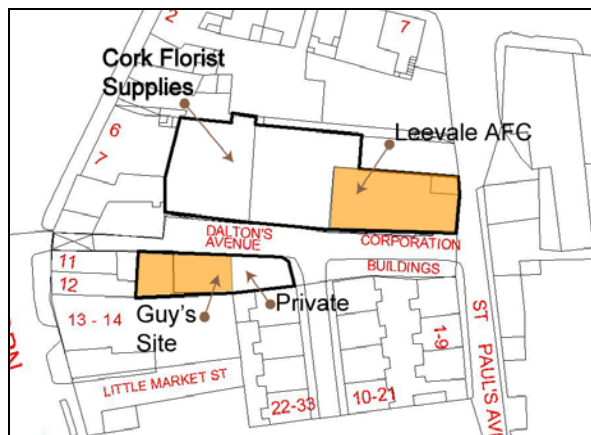 2
7
Cork Florist
Supplies
6
7
Leevale AFC
DALTON'S
AVENUE
CORPORATION
BUILDINGS
11
12
13 - 14
Guy's
Site
Private
ST PAUL'S AV
1-9
LITTLE MARKET ST
22-33
10-21